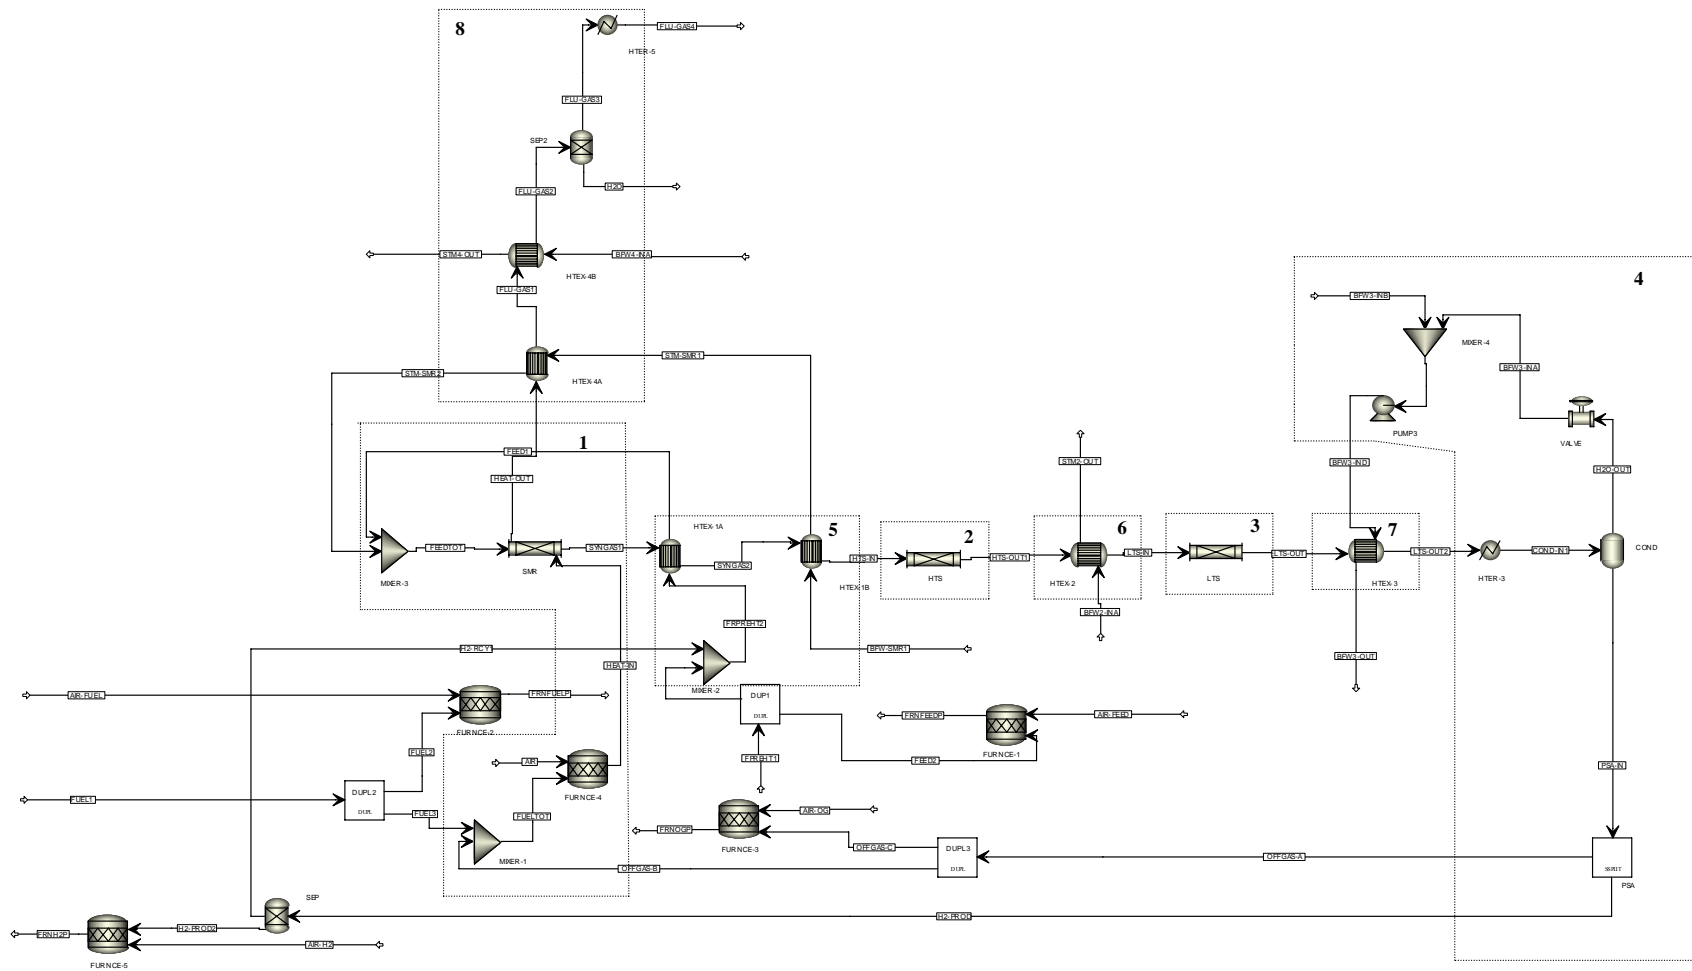 8
FLU-GAS4
HTER-5
FLU-GAS3
SEP2
FLU-GAS2
H2O
STM4-OUT
BFW4-INA
HTEX-4B
FLU-GAS1
4
BFW3-INB
MIXER-4
STM-SMR1
BFW3-INA
STM-SMR2
HTEX-4A
PUMP3
VALVE
1
FEED1
STM2-OUT
BFW3-IND
H2O-OUT
HEAT-OUT
HTEX-1A
5
2
6
3
7
FEEDTOT
SYNGAS1
SYNGAS2
HTS-IN
HTS-OUT1
LTS-IN
LTS-OUT
LTS-OUT2
COND-IN1
COND
MIXER-3
SMR
HTEX-1B
HTS
HTEX-2
LTS
HTEX-3
HTER-3
BFW2-INA
FRPREHT2
H2-RCY1
HEAT-IN
BFW-SMR1
BFW3-OUT
MIXER-2
AIR-FUEL
FRNFUELP
DUP1
DUPL
FURNCE-2
FRNFEEDP
AIR-FEED
FURNCE-1
FUEL2
AIR
FPREHT1
FEED2
PSA-IN
DUPL2
DUPL
FURNCE-4
FUEL1
FUEL3
FUELTOT
AIR-OG
FRNOGP
FURNCE-3
OFFGAS-C
DUPL3
DUPL
OFFGAS-A
SSPLIT
PSA
MIXER-1
OFFGAS-B
SEP
H2-PROD
H2-PROD2
FRNH2P
AIR-H2
FURNCE-5